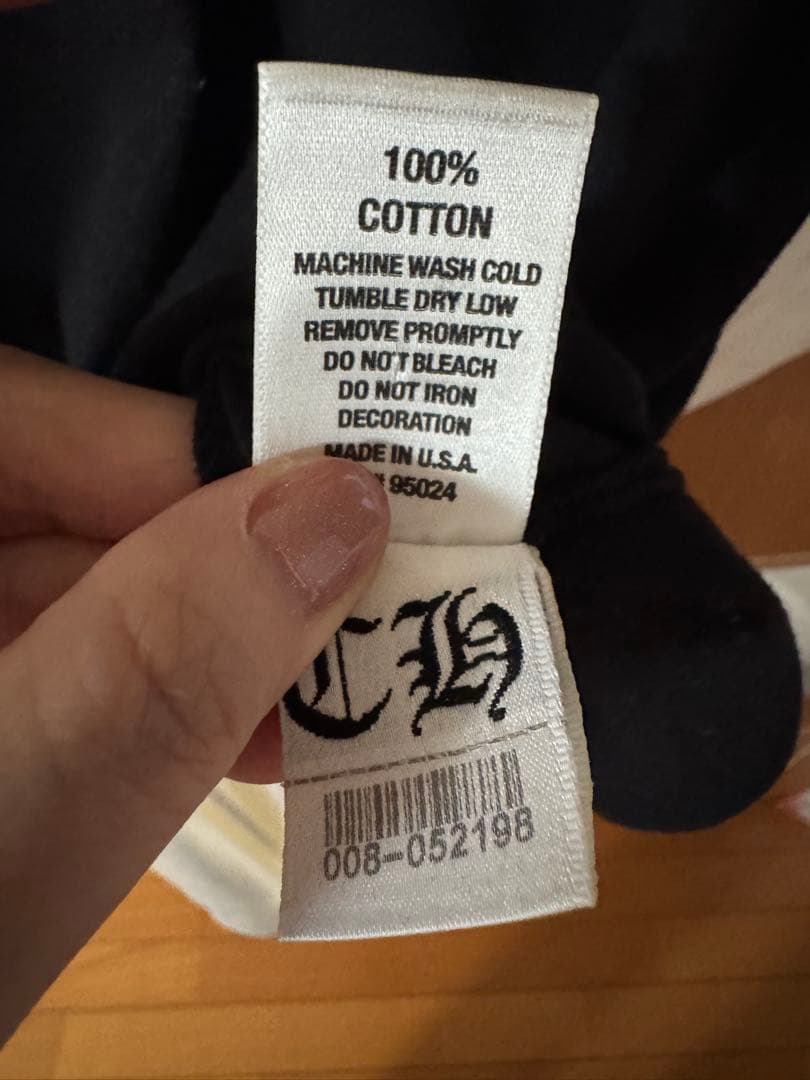 100%
COTTON
MACHINE WASH COLD
TUMBLE DRY LOW
REMOVE PROMPTLY
DO NOT BLEACH
DO NOT IRON
DECORATION
MADE IN U.S.A.
95024
CH
008-052198